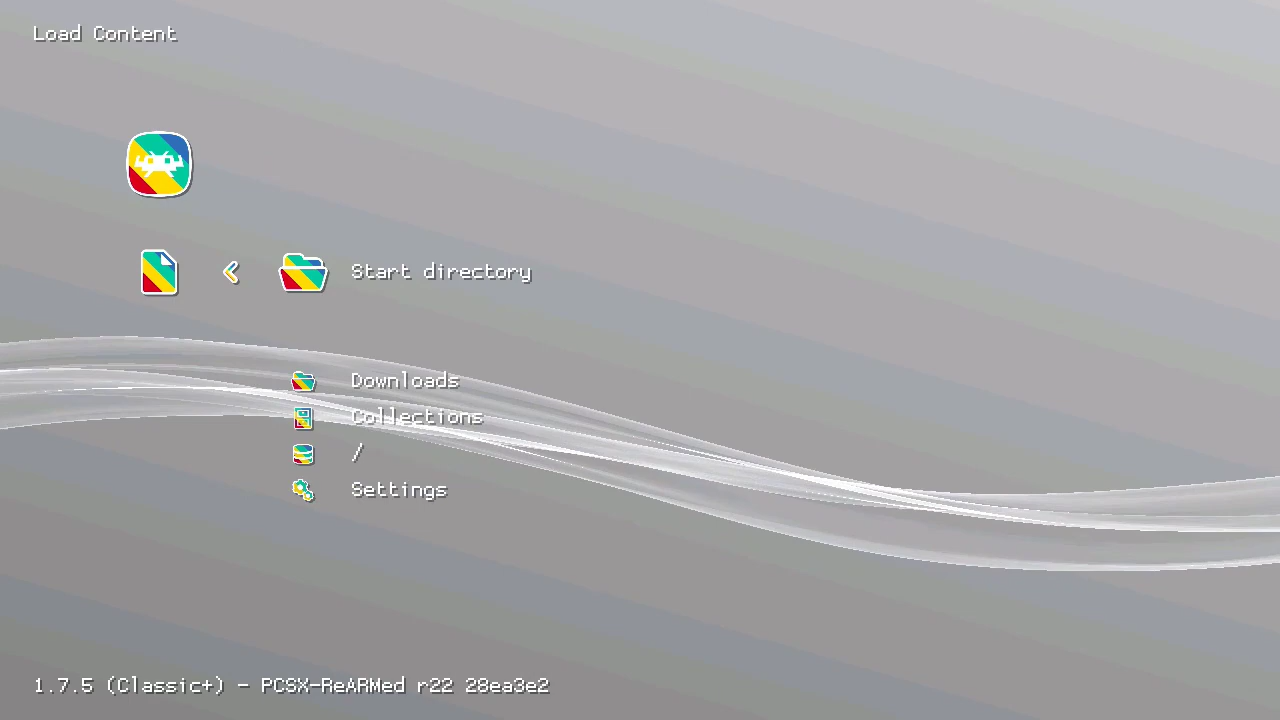 Load Content
Start directory
Downloads
Collections
/
Settings
1.7.5 (Classic+) - PCSX-ReARMed r22 28ea3e2